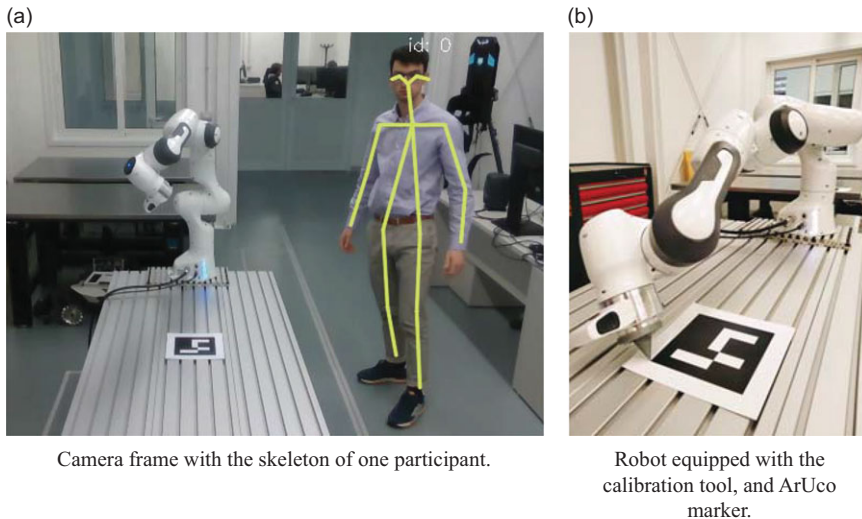 (a)
(b)
id: 0
Camera frame with the skeleton of one participant.
Robot equipped with the
calibration tool, and ArUco
marker.